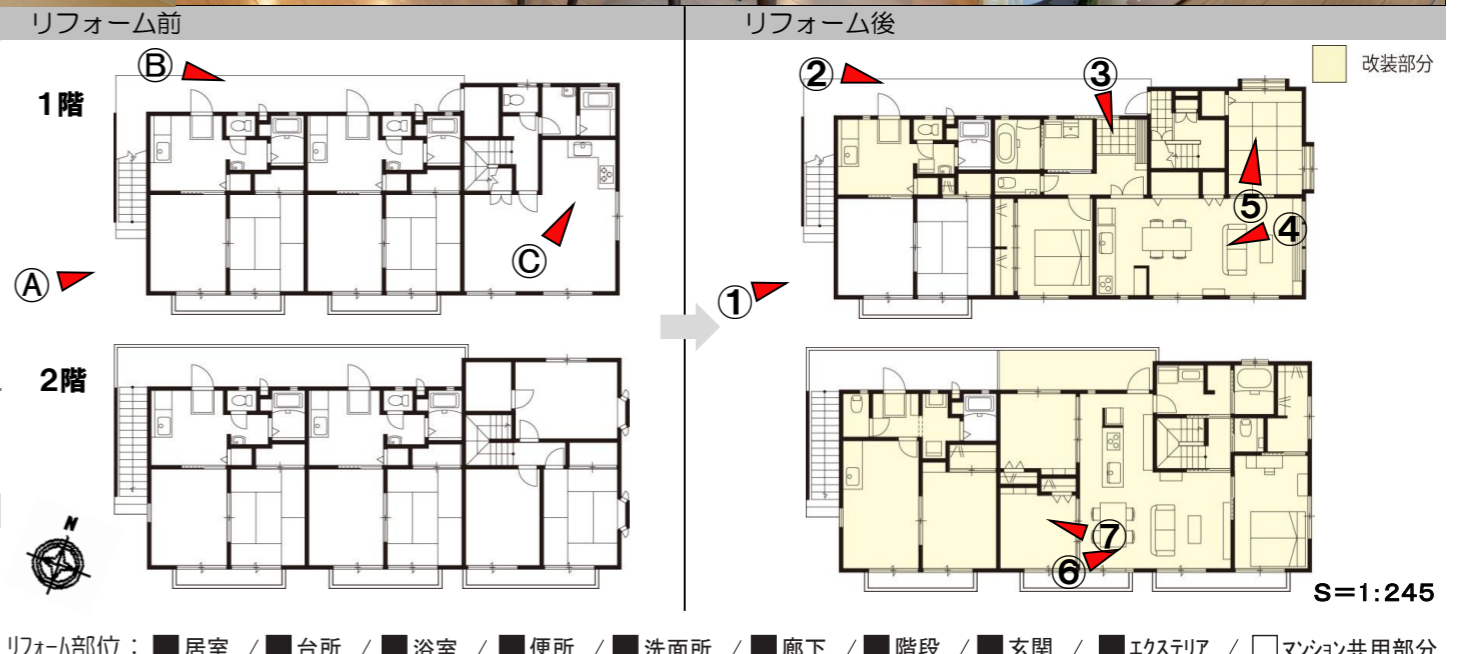 リフォーム前
リフォーム後
改装部分
1階
Ⓐ
Ⓑ
Ⓒ
①
②
③
④
⑤
2階
N
⑥
⑦
S=1:245
リフォーム部位：■居室 /■台所 /■浴室 /■便所 /■洗面所 /■廊下 /■階段 /■玄関 / ■エクステリア / □マンション共用部分